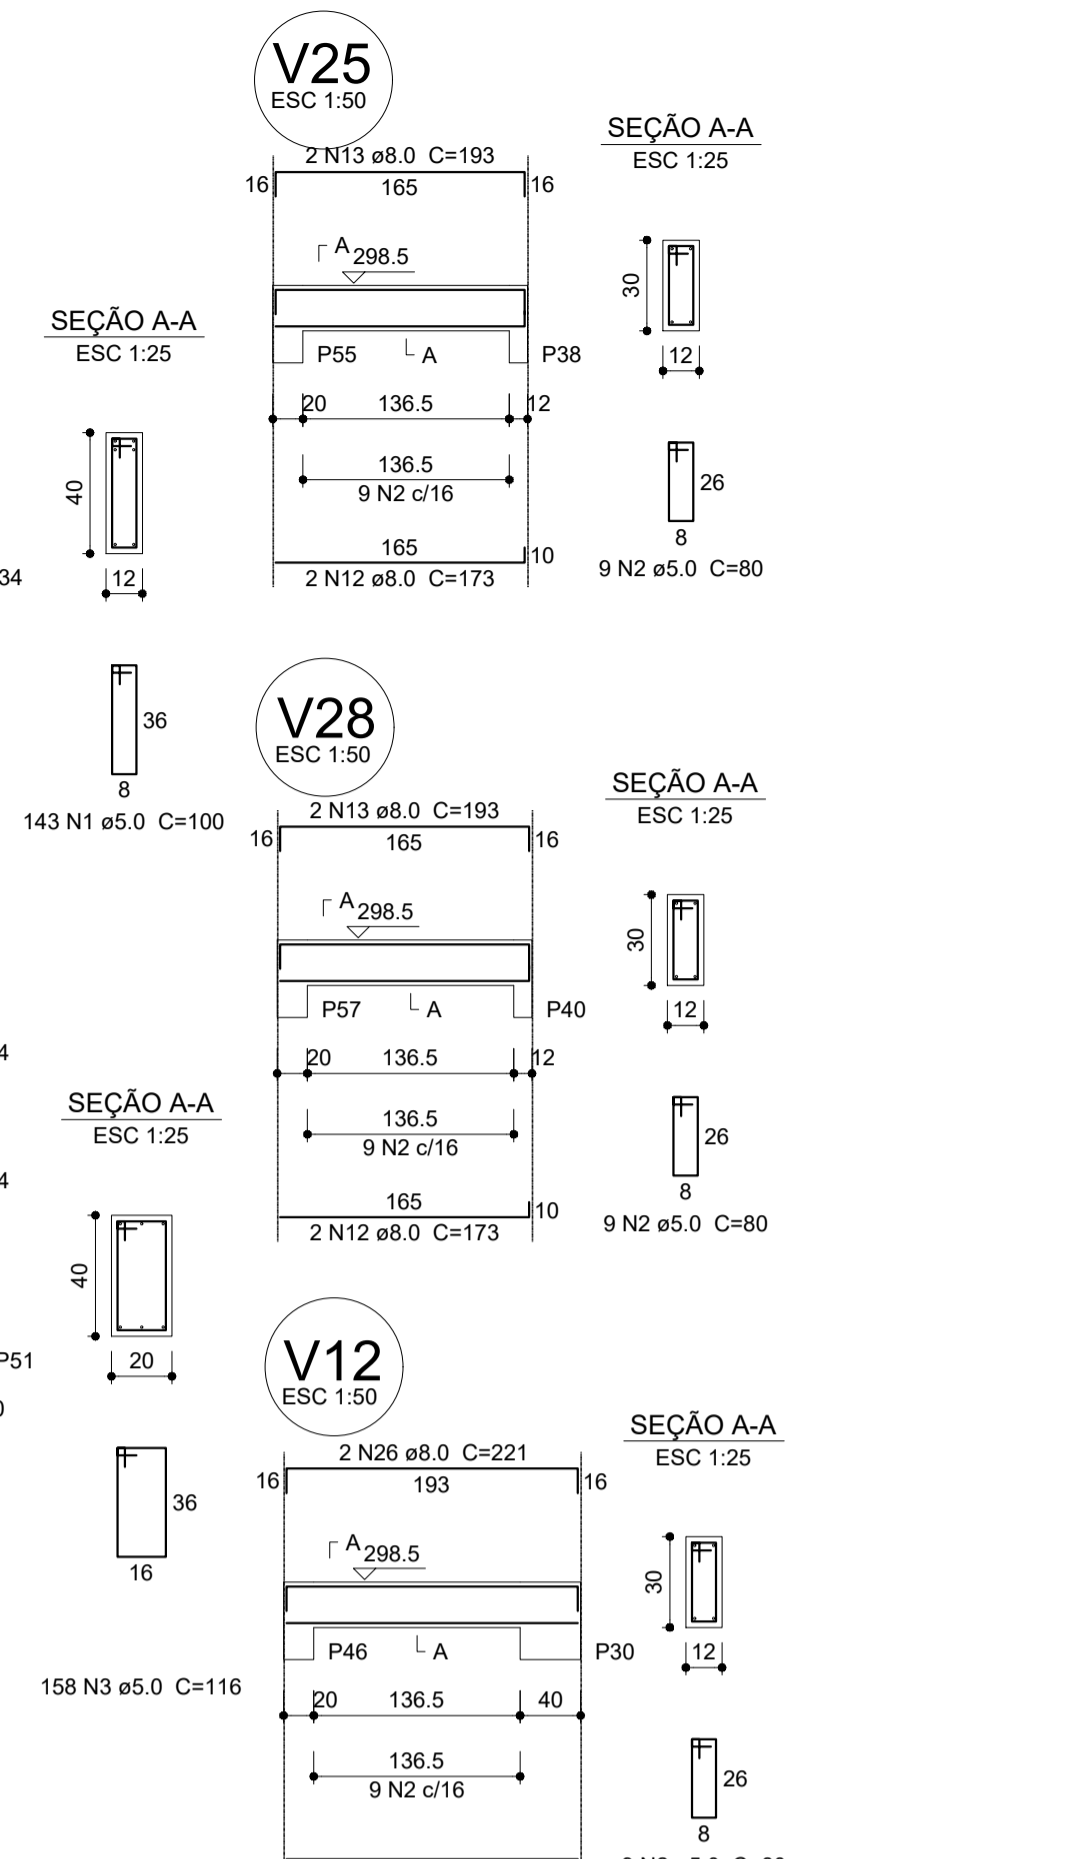 V25
ESC 1:50
2 N13 ø8.0 C=193
16
165
16
A
298.5
P55
A
P38
20
136.5
12
136.5
9 N2 c/16
165
10
2 N12 ø8.0 C=173
SEÇÃO A-A
ESC 1:25
30
12
26
8
9 N2 ø5.0 C=80
SEÇÃO A-A
ESC 1:25
40
12
34
36
8
143 N1 ø5.0 C=100
V28
ESC 1:50
2 N13 ø8.0 C=193
16
165
16
A
298.5
P57
A
P40
20
136.5
12
136.5
9 N2 c/16
165
10
2 N12 ø8.0 C=173
SEÇÃO A-A
ESC 1:25
30
12
26
8
9 N2 ø5.0 C=80
4
SEÇÃO A-A
ESC 1:25
4
40
20
P51
0
36
16
158 N3 ø5.0 C=116
V12
ESC 1:50
2 N26 ø8.0 C=221
16
193
16
A
298.5
P46
A
P30
20
136.5
40
136.5
9 N2 c/16
SEÇÃO A-A
ESC 1:25
30
12
26
8